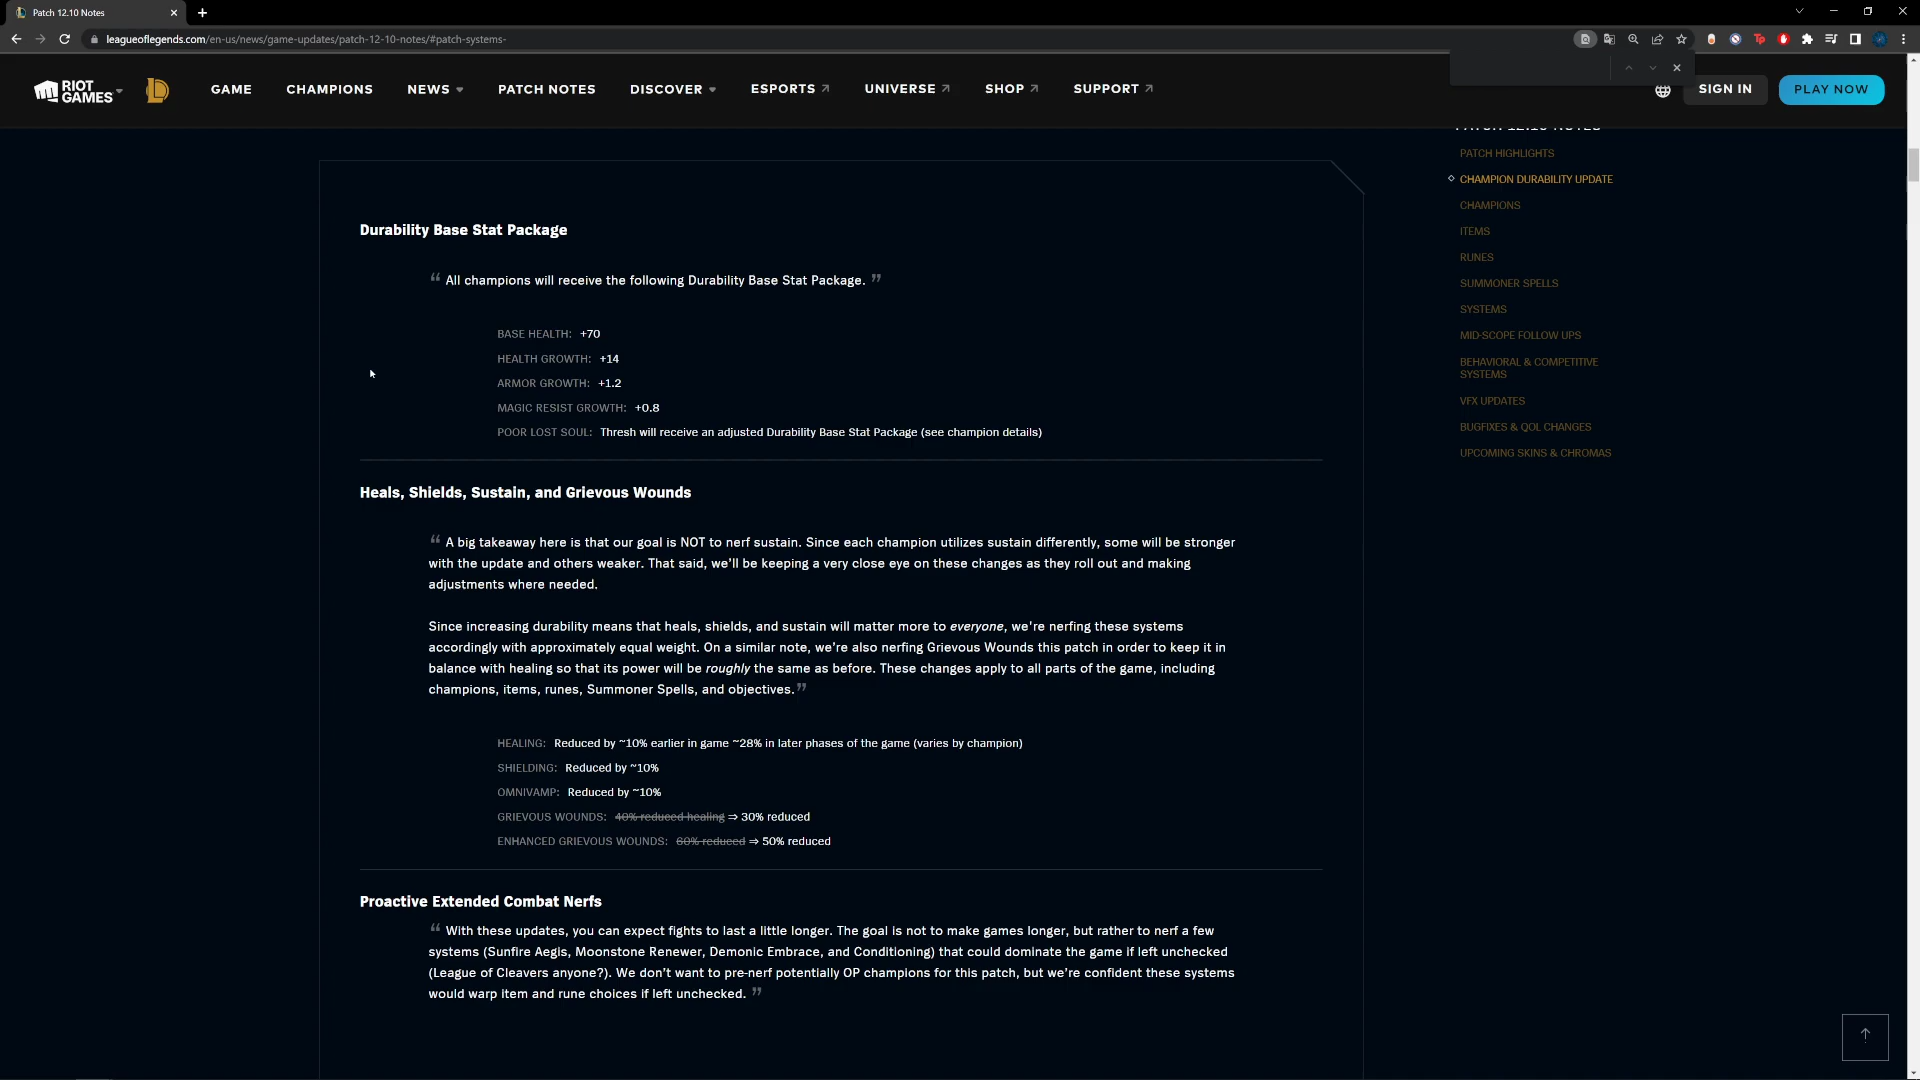 Patch 12.10 Notes
leagueoflegends.com/en-us/news/game-updates/patch-12-10-notes/#patch-systems-
RIOT GAMES
GAME
CHAMPIONS
NEWS
PATCH NOTES
DISCOVER
ESPORTS
UNIVERSE
SHOP
SUPPORT
SIGN IN
PLAY NOW
Durability Base Stat Package
“ All champions will receive the following Durability Base Stat Package. ”
BASE HEALTH: +70
HEALTH GROWTH: +14
ARMOR GROWTH: +1.2
MAGIC RESIST GROWTH: +0.8
POOR LOST SOUL: Thresh will receive an adjusted Durability Base Stat Package (see champion details)
Heals, Shields, Sustain, and Grievous Wounds
“ A big takeaway here is that our goal is NOT to nerf sustain. Since each champion utilizes sustain differently, some will be stronger
with the update and others weaker. That said, we’ll be keeping a very close eye on these changes as they roll out and making
adjustments where needed.
Since increasing durability means that heals, shields, and sustain will matter more to everyone, we’re nerfing these systems
accordingly with approximately equal weight. On a similar note, we’re also nerfing Grievous Wounds this patch in order to keep it in
balance with healing so that its power will be roughly the same as before. These changes apply to all parts of the game, including
champions, items, runes, Summoner Spells, and objectives.”
HEALING: Reduced by ~10% earlier in game ~28% in later phases of the game (varies by champion)
SHIELDING: Reduced by ~10%
OMNIVAMP: Reduced by ~10%
GRIEVOUS WOUNDS: 40% reduced healing ⇒ 30% reduced
ENHANCED GRIEVOUS WOUNDS: 60% reduced ⇒ 50% reduced
Proactive Extended Combat Nerfs
“ With these updates, you can expect fights to last a little longer. The goal is not to make games longer, but rather to nerf a few
systems (Sunfire Aegis, Moonstone Renewer, Demonic Embrace, and Conditioning) that could dominate the game if left unchecked
(League of Cleavers anyone?). We don’t want to pre-nerf potentially OP champions for this patch, but we’re confident these systems
would warp item and rune choices if left unchecked. ”
PATCH 12.10 NOTES
PATCH HIGHLIGHTS
CHAMPION DURABILITY UPDATE
CHAMPIONS
ITEMS
RUNES
SUMMONER SPELLS
SYSTEMS
MID-SCOPE FOLLOW UPS
BEHAVIORAL & COMPETITIVE
SYSTEMS
VFX UPDATES
BUGFIXES & QOL CHANGES
UPCOMING SKINS & CHROMAS